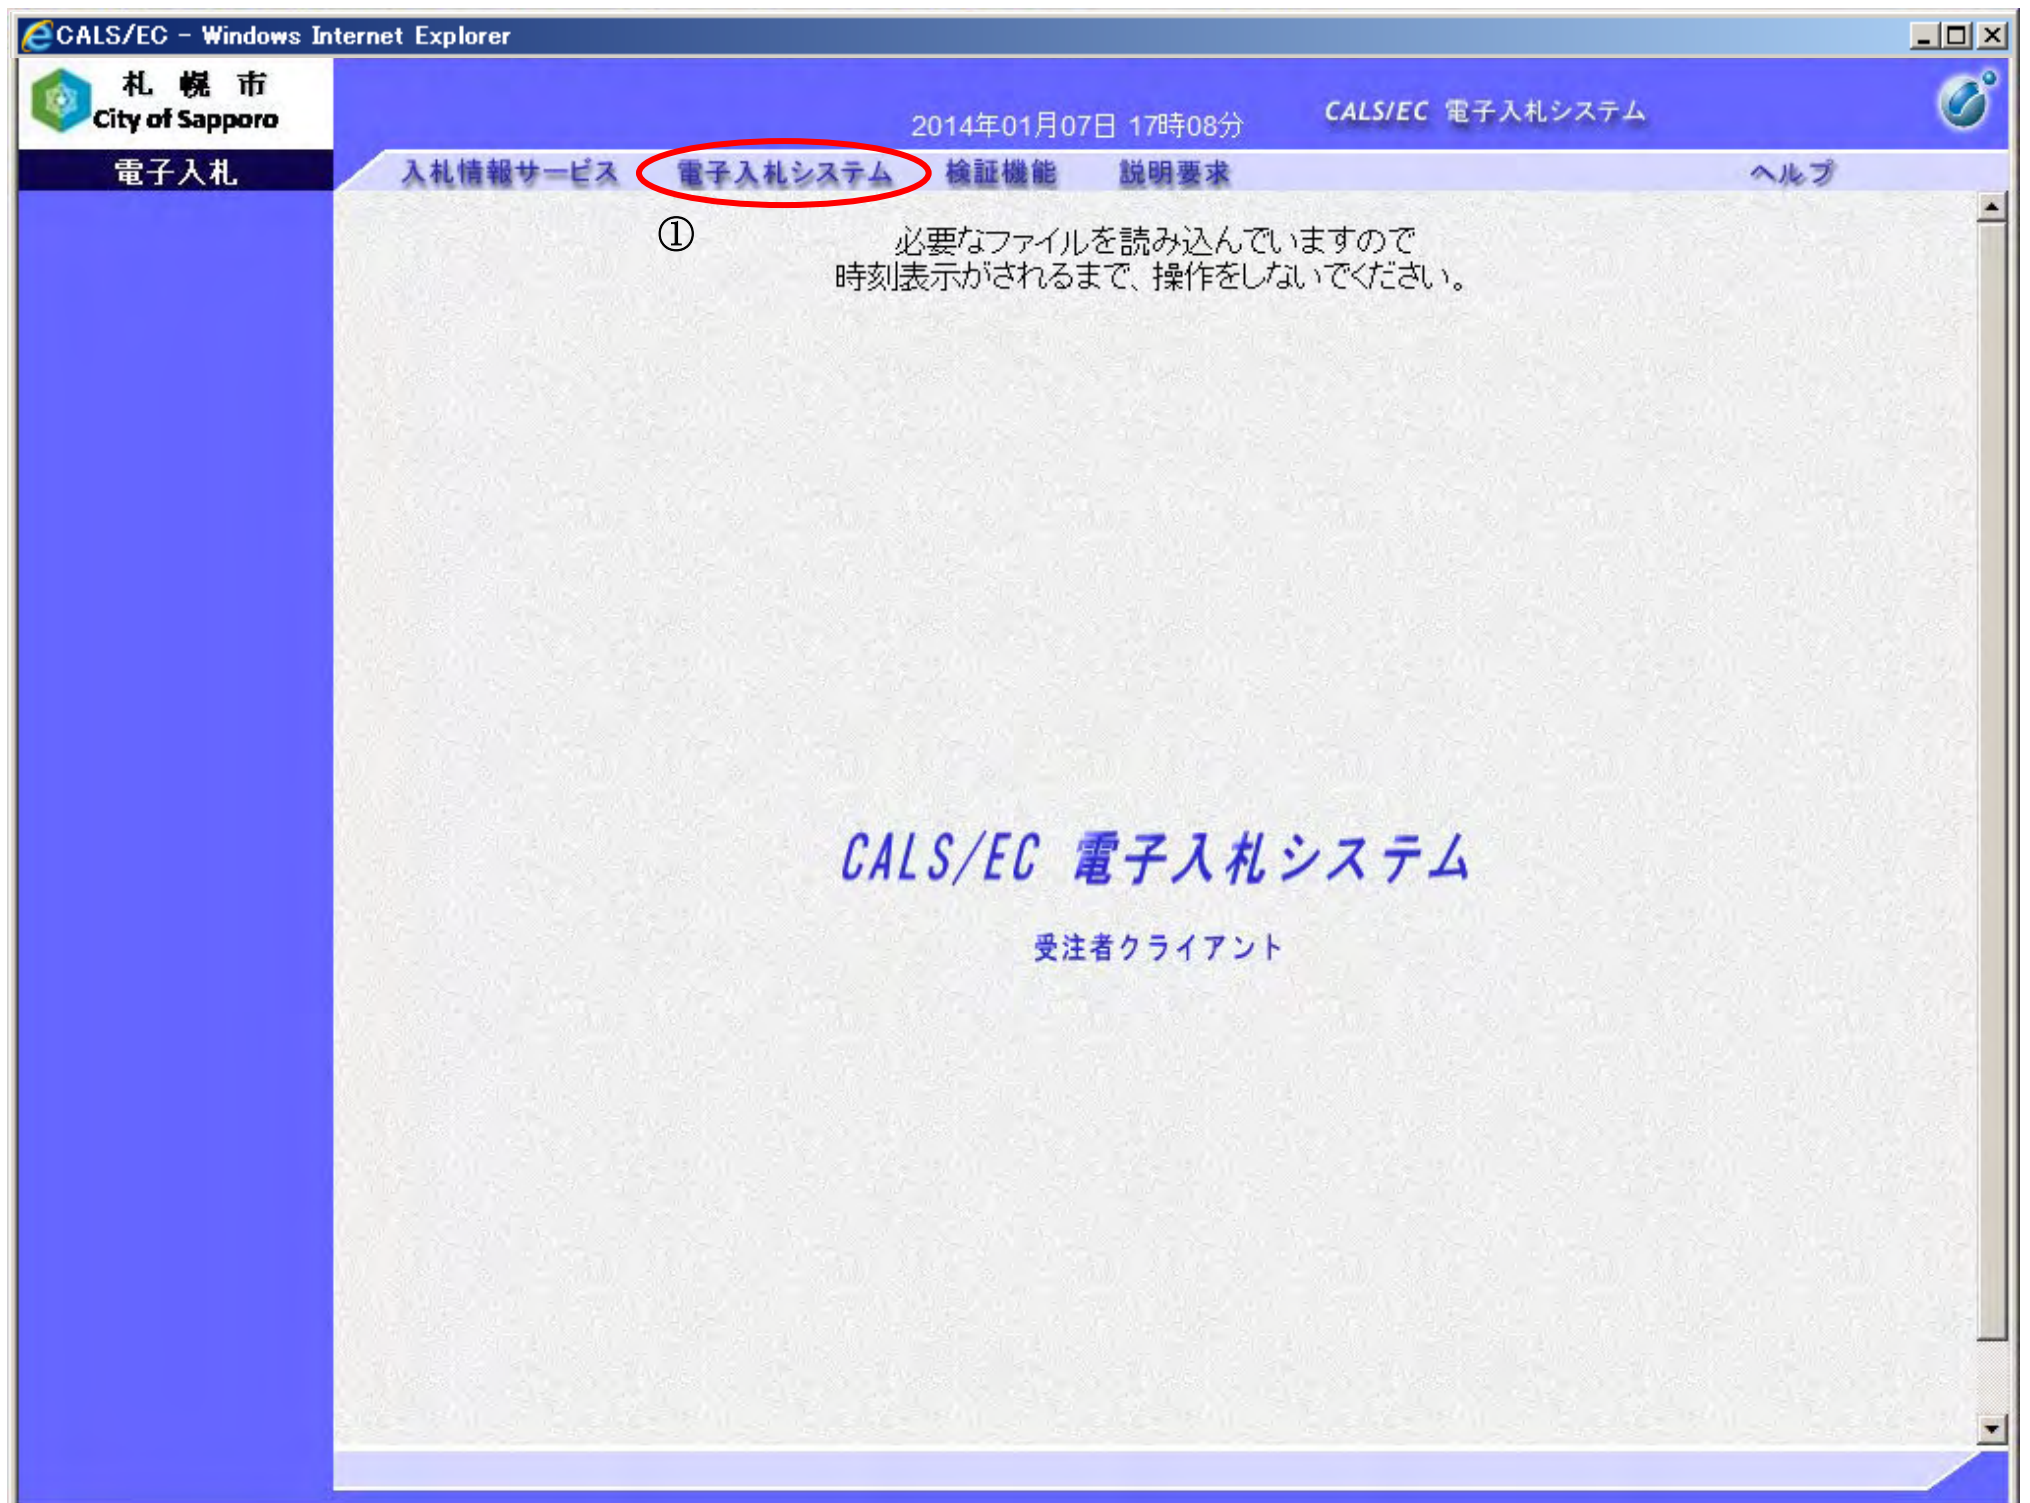 CALS/EC - Windows Internet Explorer
札幌市
City of Sapporo
2014年01月07日 17時08分
CALS/EC 電子入札システム
電子入札
入札情報サービス 電子入札システム 検証機能 説明要求 ヘルプ
①
必要なファイルを読み込んでいますので
時刻表示がされるまで、操作をしないでください。
CALS/EC 電子入札システム
受注者クライアント